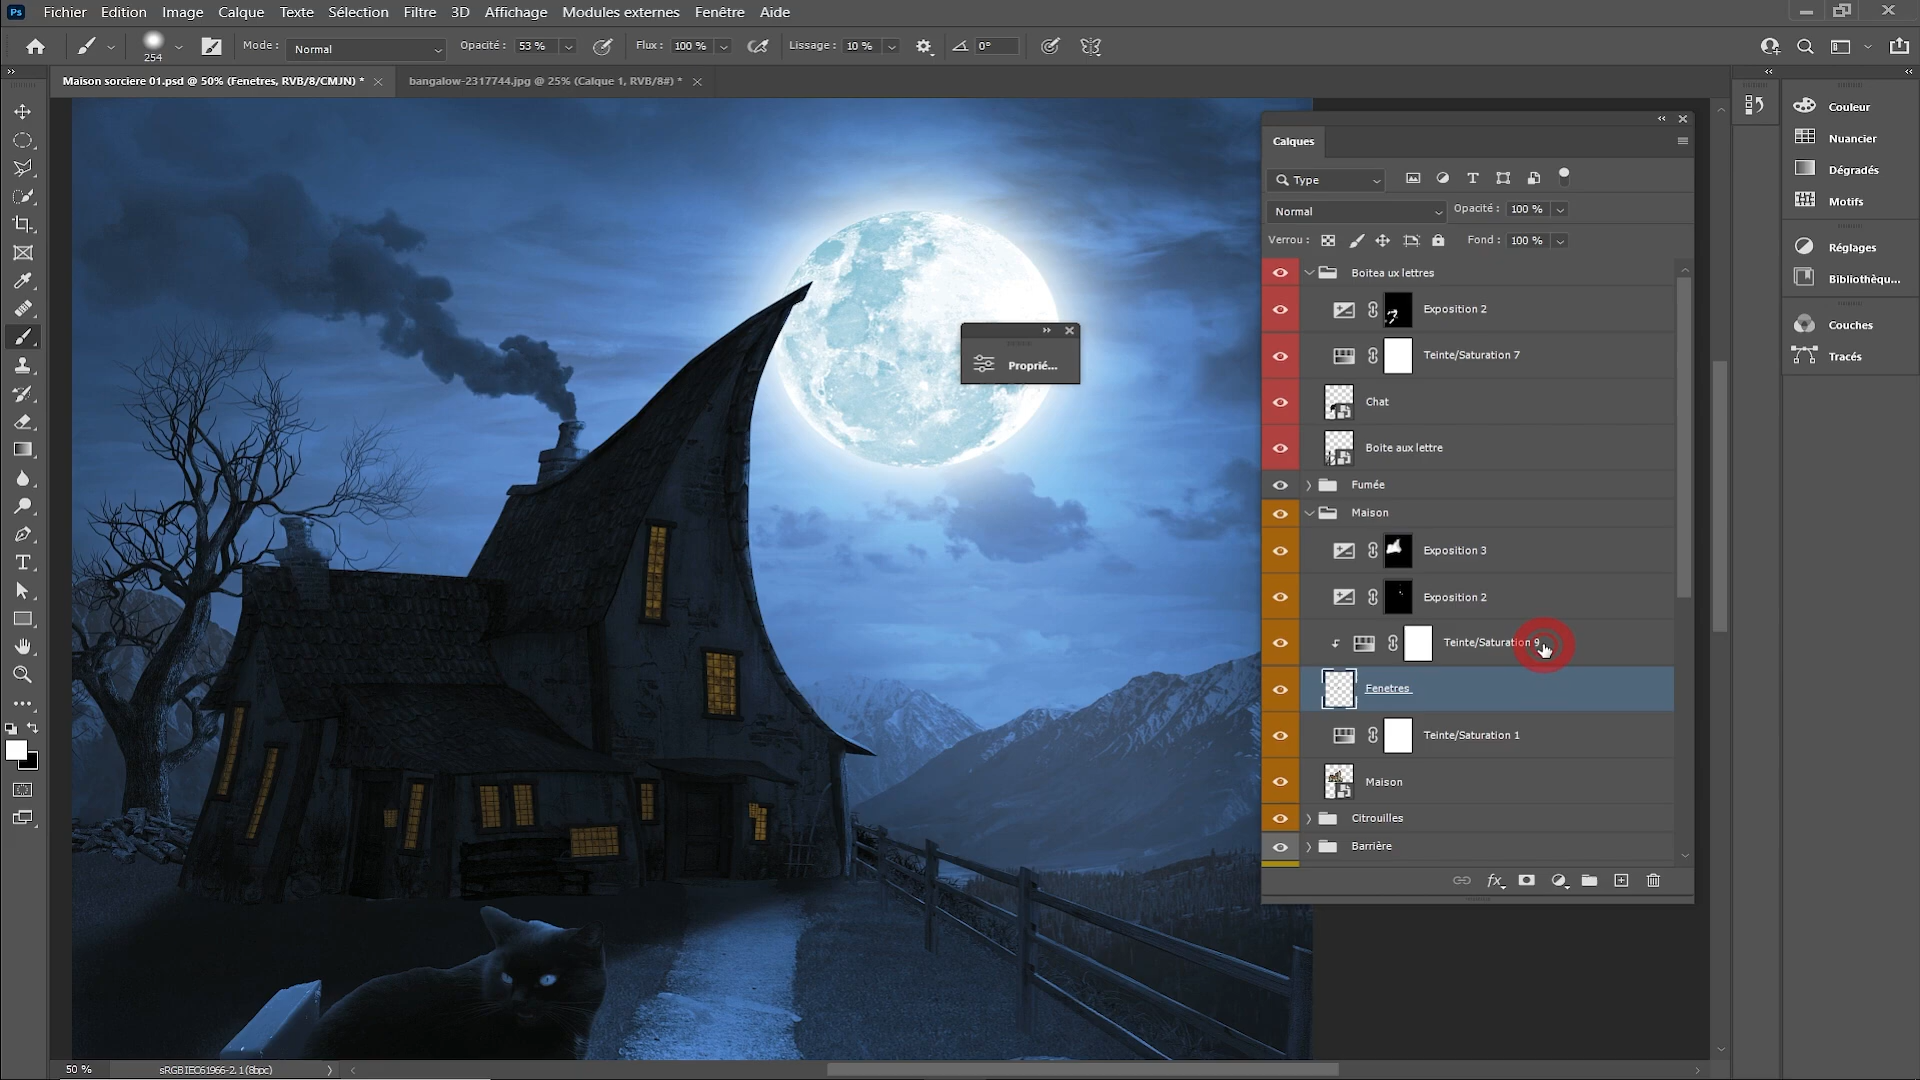 Ps Fichier Edition Image Calque Texte Sélection Filtre 3D Affichage Modules externes Fenêtre Aide
254 Mode : Normal Opacité : 53 % Flux : 100 % Lissage : 10 % 0°
Maison sorciere 01.psd @ 50% (Fenetres, RVB/8/CMJN) * bangalow-2317744.jpg @ 25% (Calque 1, RVB/8#) *
Calques
Type
Normal Opacité : 100 %
Verrou : Fond : 100 %
Boitea ux lettres
Exposition 2
Teinte/Saturation 7
Chat
Boite aux lettre
Fumée
Maison
Exposition 3
Exposition 2
Teinte/Saturation 9
Fenetres
Teinte/Saturation 1
Maison
Citrouilles
Barrière
fx
Proprié...
Couleur
Nuancier
Dégradés
Motifs
Réglages
Bibliothèqu...
Couches
Tracés
50 % sRGB IEC61966-2.1 (8bpc)